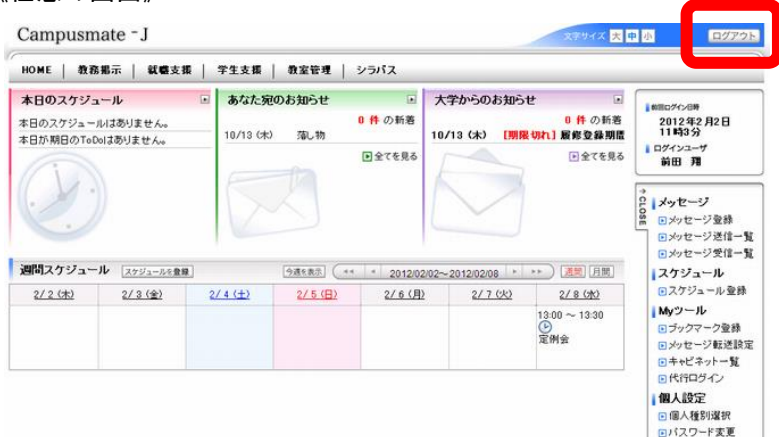 Campusmate-J
文字サイズ 大 中 小
ログアウト
HOME 教務掲示 就職支援 学生支援 教室管理 シラバス
本日のスケジュール
本日のスケジュールはありません。
本日が期日のToDoはありません。
あなた宛のお知らせ
0 件 の新着
10/13 (木) 落し物
全てを見る
大学からのお知らせ
0 件 の新着
10/13 (木) [期限切れ] 履修登録期間
全てを見る
前回ログイン日時
2012年2月2日
11時3分
ログインユーザ
前田 翔
CLOSE
メッセージ
メッセージ登録
メッセージ送信一覧
メッセージ受信一覧
スケジュール
スケジュール登録
Myツール
ブックマーク登録
メッセージ転送設定
キャビネット一覧
代行ログイン
個人設定
個人種別選択
パスワード変更
週間スケジュール スケジュールを登録 今週を表示 2012/02/02～2012/02/08 週間 月間
2/2 (木) 2/3 (金) 2/4 (土) 2/5 (日) 2/6 (月) 2/7 (火) 2/8 (水)
13:00 ～ 13:30
定例会